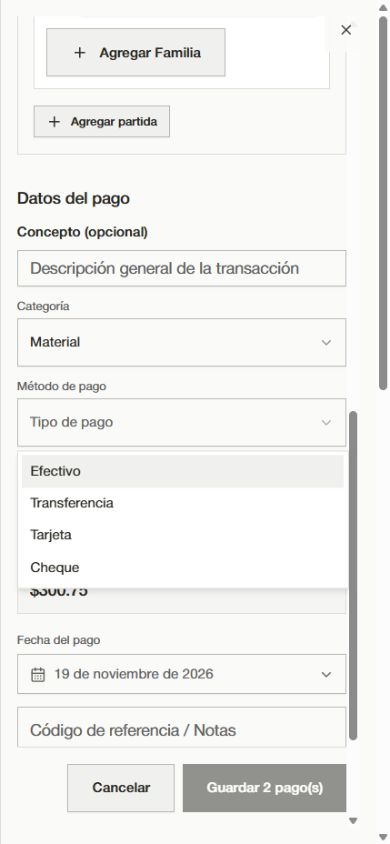 Agregar Familia
Agregar partida
Datos del pago
Concepto (opcional)
Descripción general de la transacción
Categoría
Material
Método de pago
Tipo de pago
Efectivo
Transferencia
Tarjeta
Cheque
$300.75
Fecha del pago
19 de noviembre de 2026
Código de referencia / Notas
Cancelar
Guardar 2 pago(s)